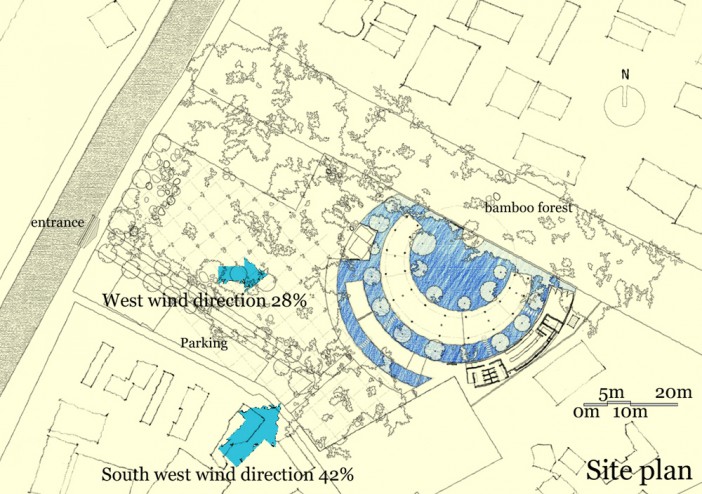 N
bamboo forest
entrance
West wind direction 28%
Parking
5m 20m
0m 10m
South west wind direction 42%
Site plan